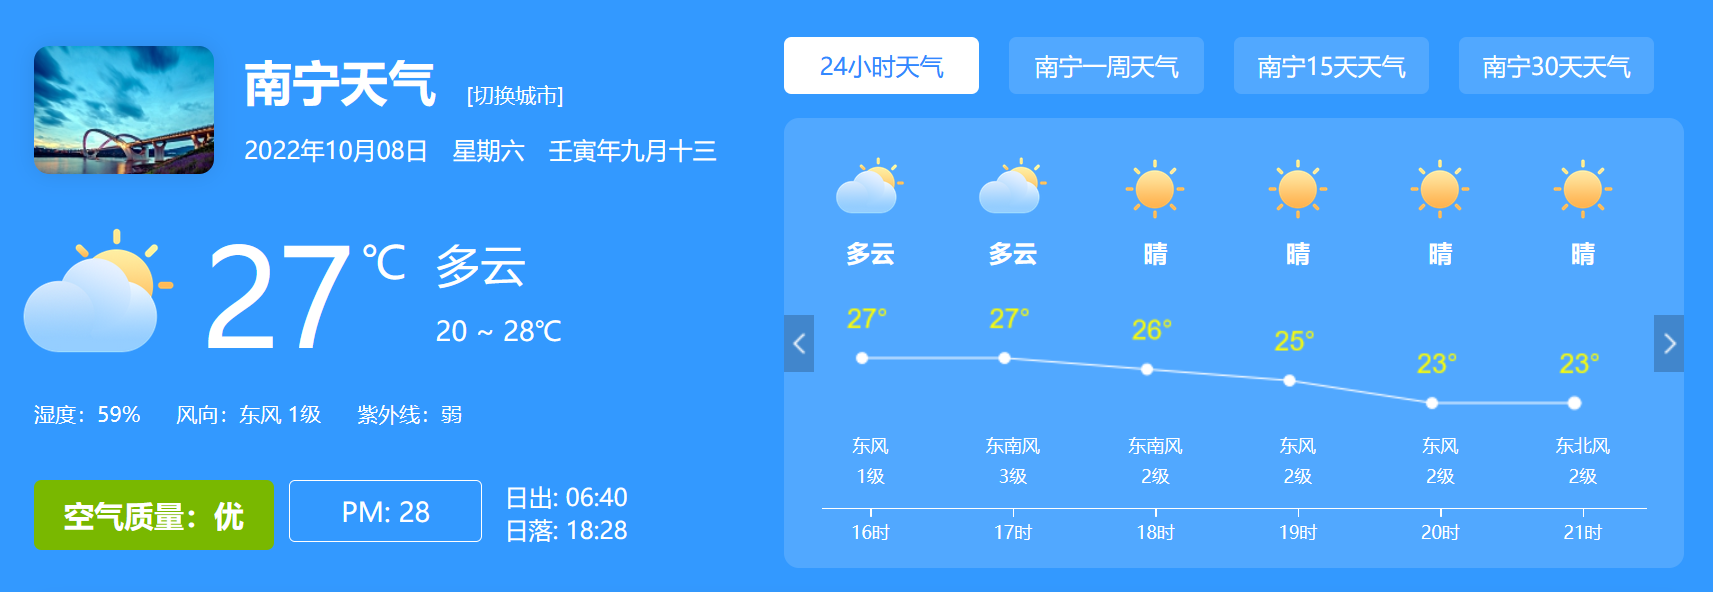 南宁天气 [切换城市]
2022年10月08日 星期六 壬寅年九月十三
27℃ 多云
20 ~ 28℃
湿度：59% 风向：东风 1级 紫外线：弱
空气质量：优 PM: 28
日出: 06:40
日落: 18:28
24小时天气 南宁一周天气 南宁15天天气 南宁30天天气
多云 多云 晴 晴 晴 晴
27° 27° 26° 25° 23° 23°
东风 东南风 东南风 东风 东风 东北风
1级 3级 2级 2级 2级 2级
16时 17时 18时 19时 20时 21时